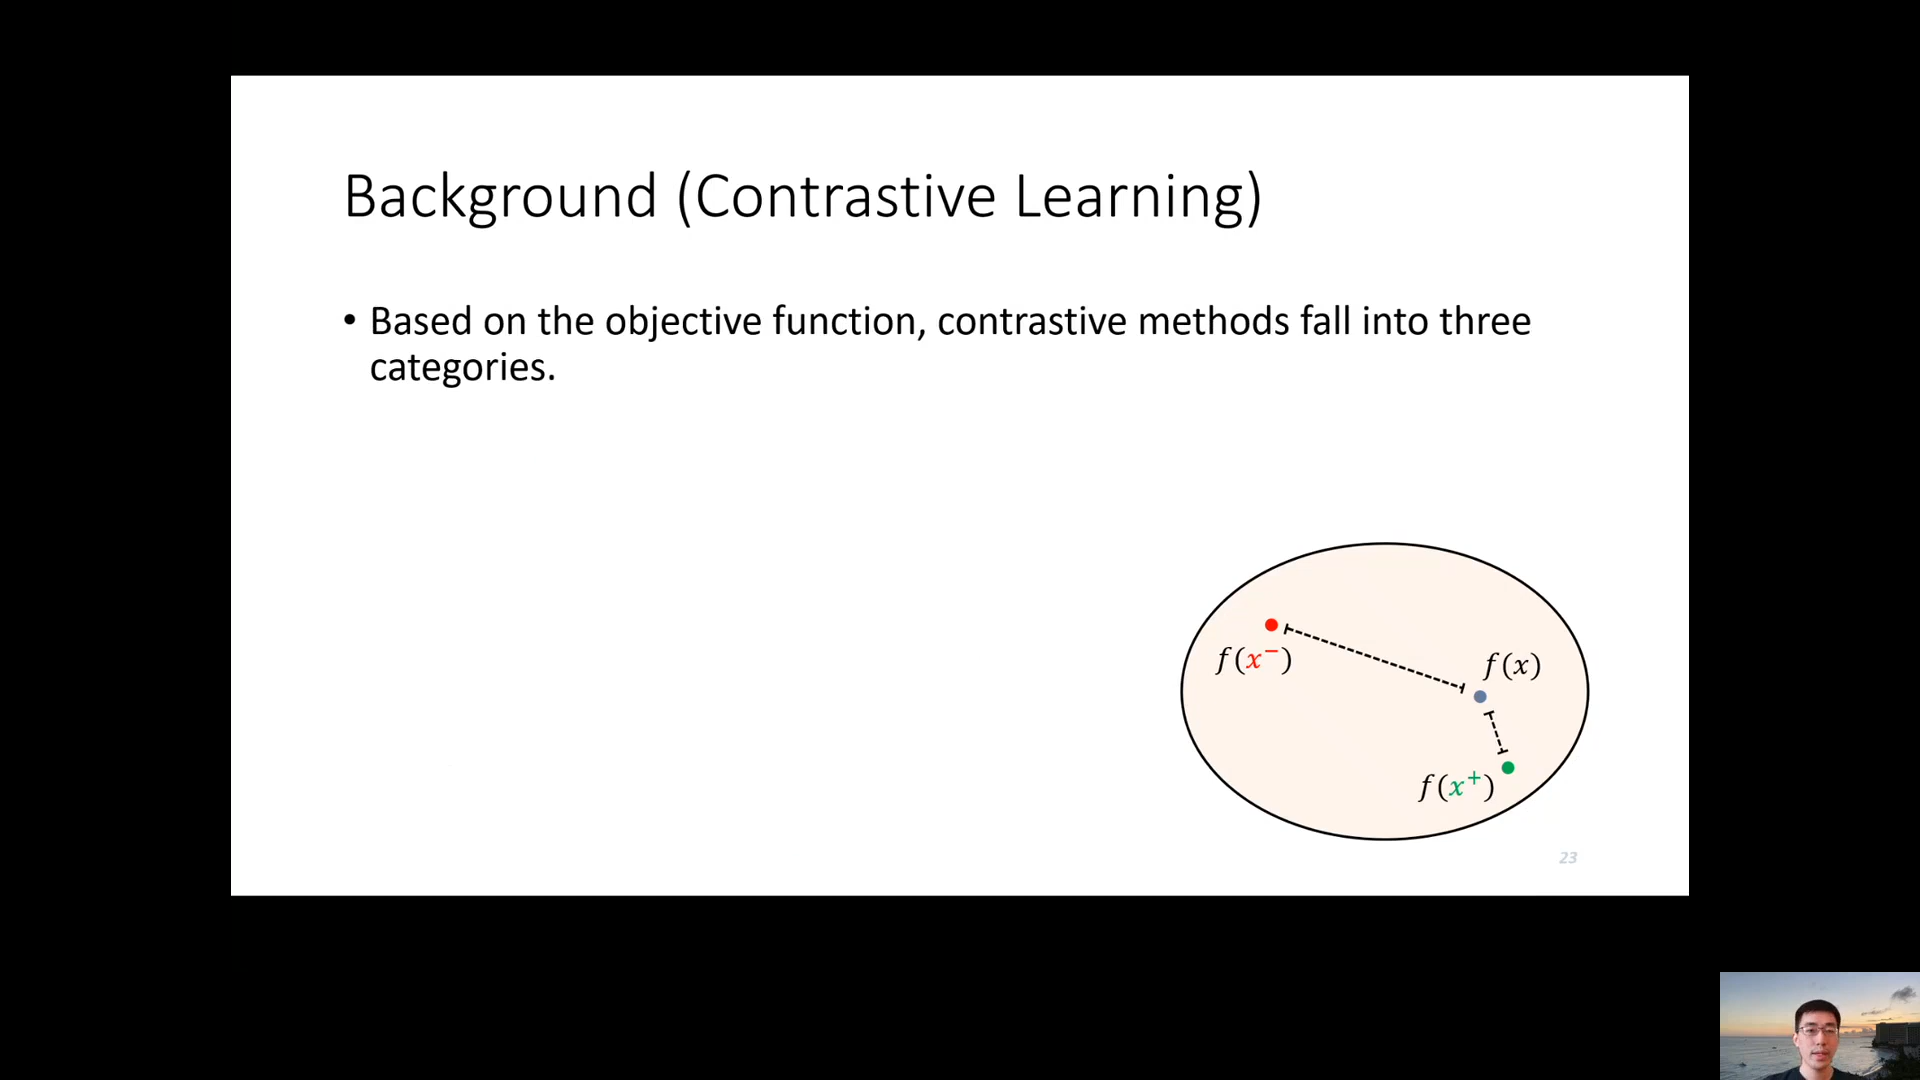 Background (Contrastive Learning)
• Based on the objective function, contrastive methods fall into three
categories.
f(x⁻)
f(x)
f(x⁺)
23